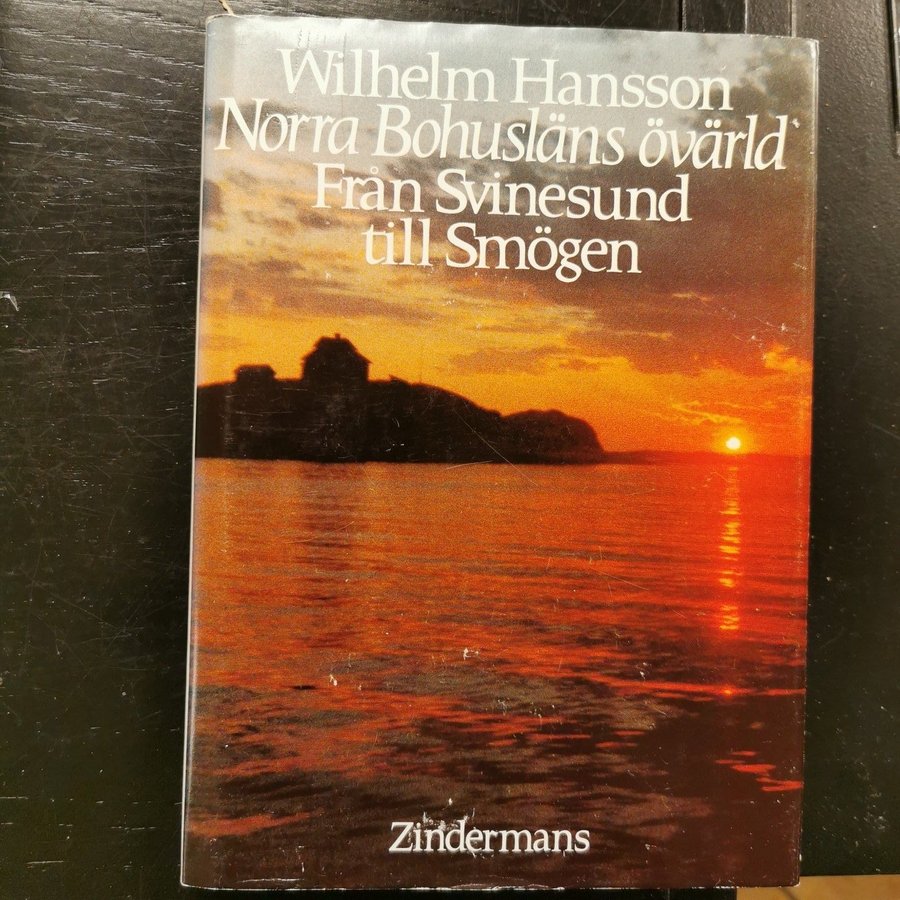 Wilhelm Hansson
Norra Bohusläns övärld
Från Svinesund
till Smögen
Zindermans